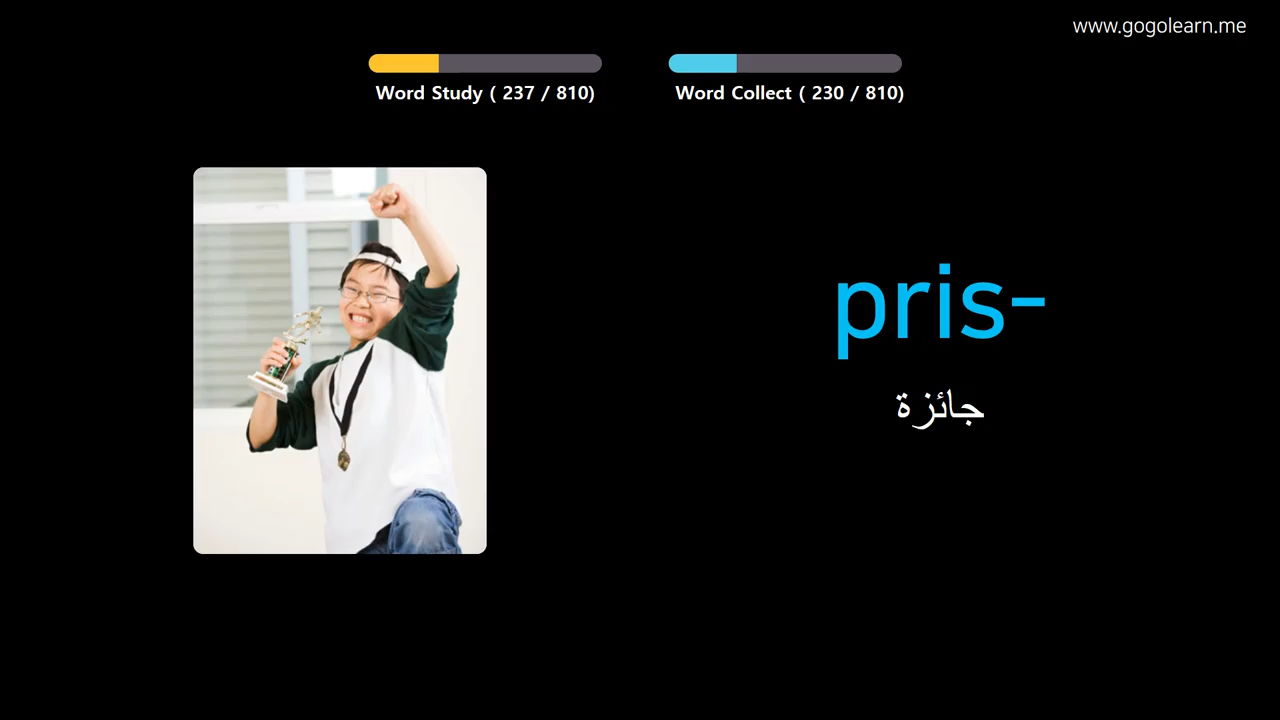 www.gogolearn.me
Word Study ( 237 / 810)
Word Collect ( 230 / 810)
pris-
جائزة